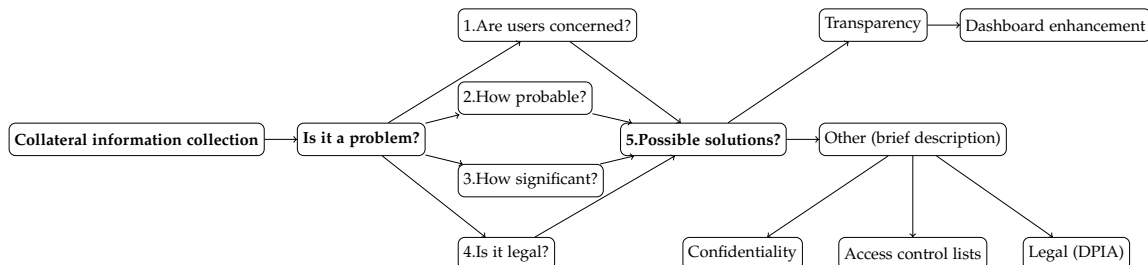 1.Are users concerned?
Transparency
Dashboard enhancement
2.How probable?
Collateral information collection
Is it a problem?
5.Possible solutions?
Other (brief description)
3.How significant?
4.Is it legal?
Confidentiality
Access control lists
Legal (DPIA)